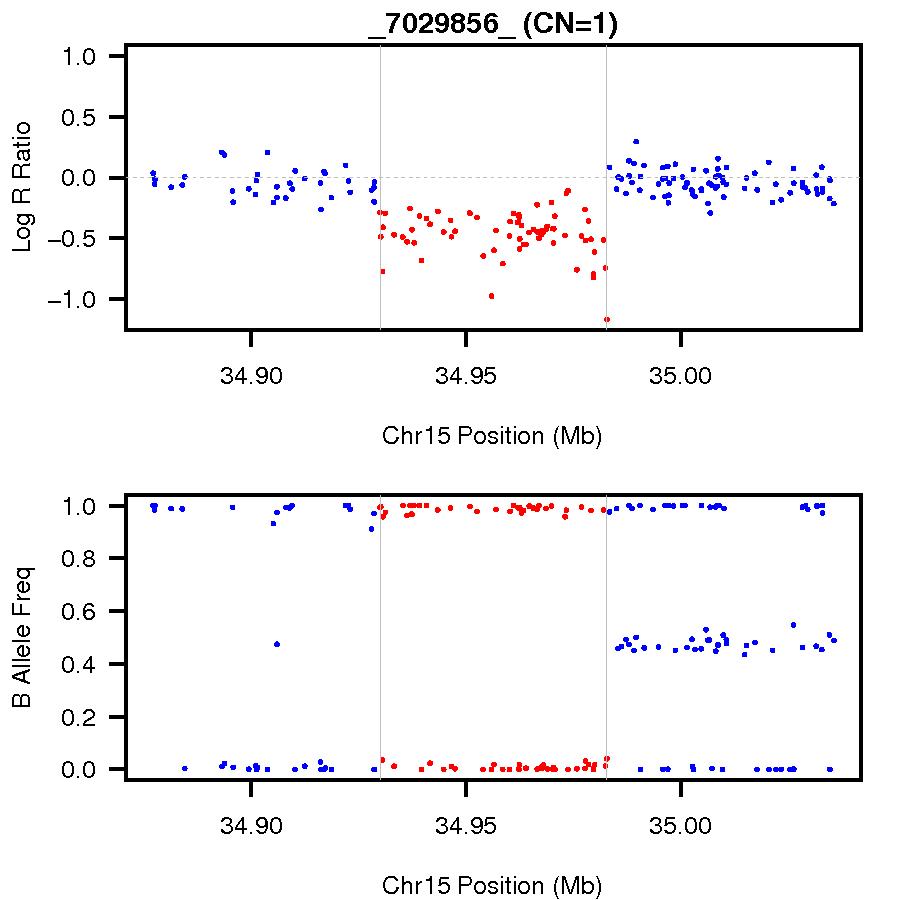 _7029856_ (CN=1)
1.0
0.5
0.0
−0.5
−1.0
Log R Ratio
34.90 34.95 35.00
Chr15 Position (Mb)
1.0
0.8
0.6
0.4
0.2
0.0
B Allele Freq
34.90 34.95 35.00
Chr15 Position (Mb)